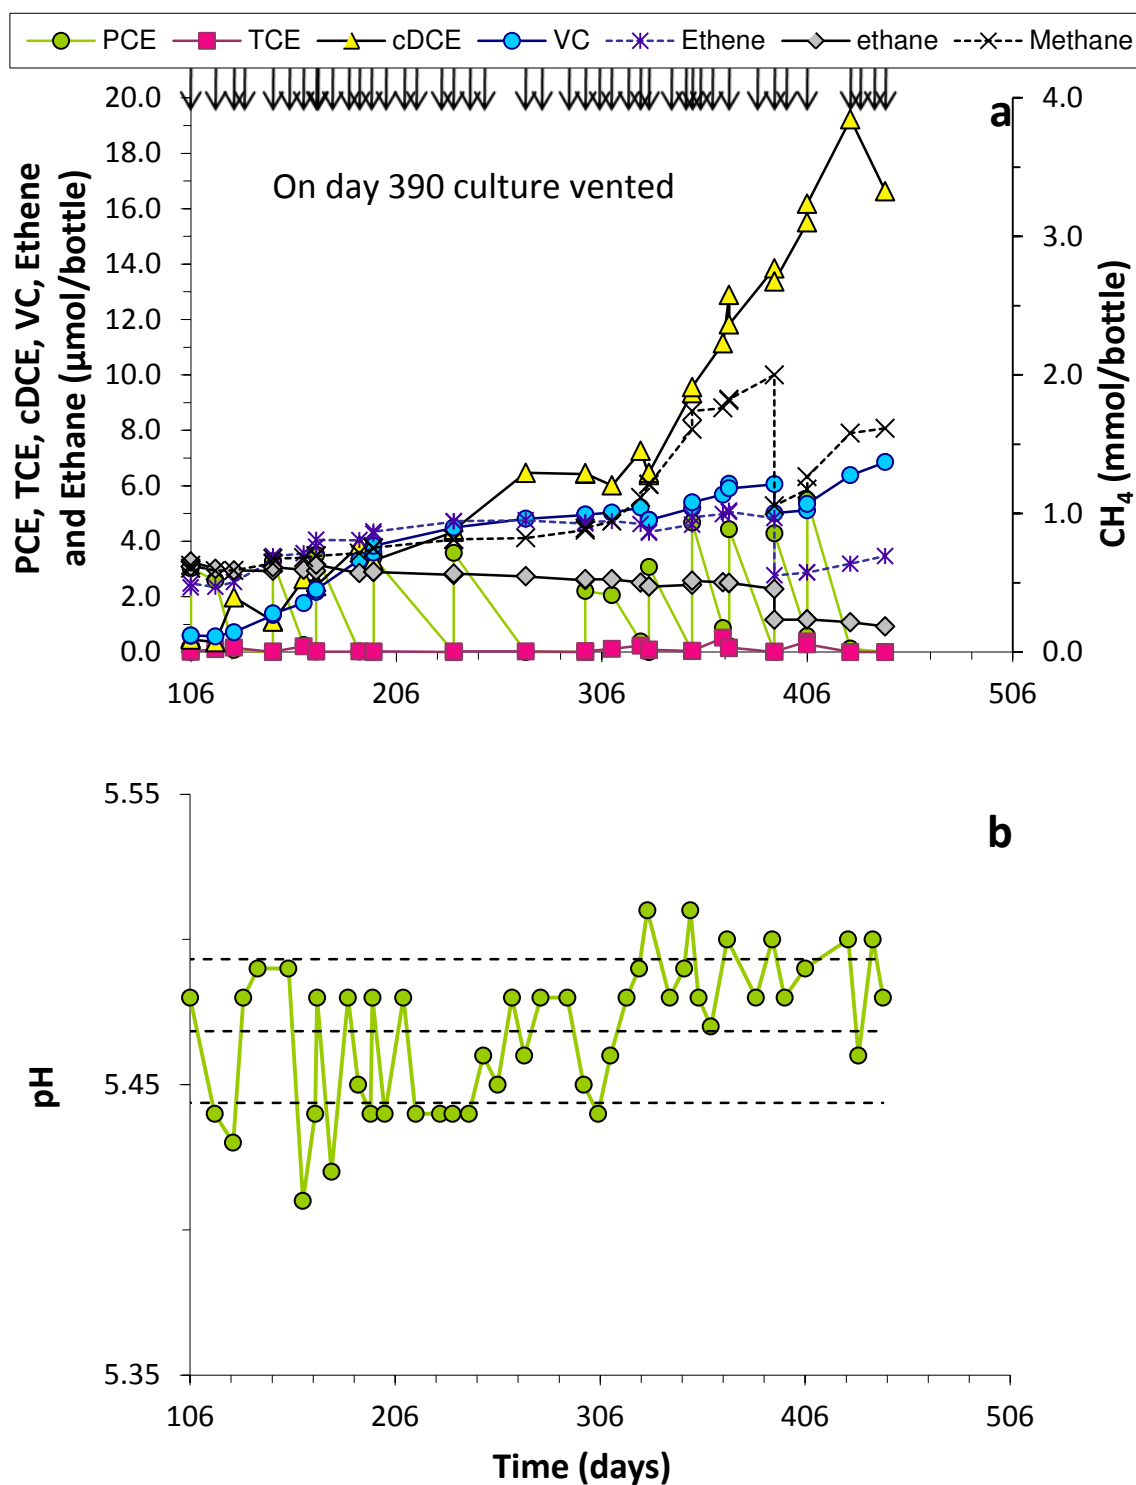 PCE TCE cDCE VC Ethene ethane Methane
20.0
18.0
16.0
14.0
12.0
10.0
8.0
6.0
4.0
2.0
0.0
PCE, TCE, cDCE, VC, Ethene
and Ethane (µmol/bottle)
On day 390 culture vented
a
4.0
3.0
2.0
1.0
0.0
CH4 (mmol/bottle)
106 206 306 406 506
b
5.55
5.45
5.35
pH
106 206 306 406 506
Time (days)